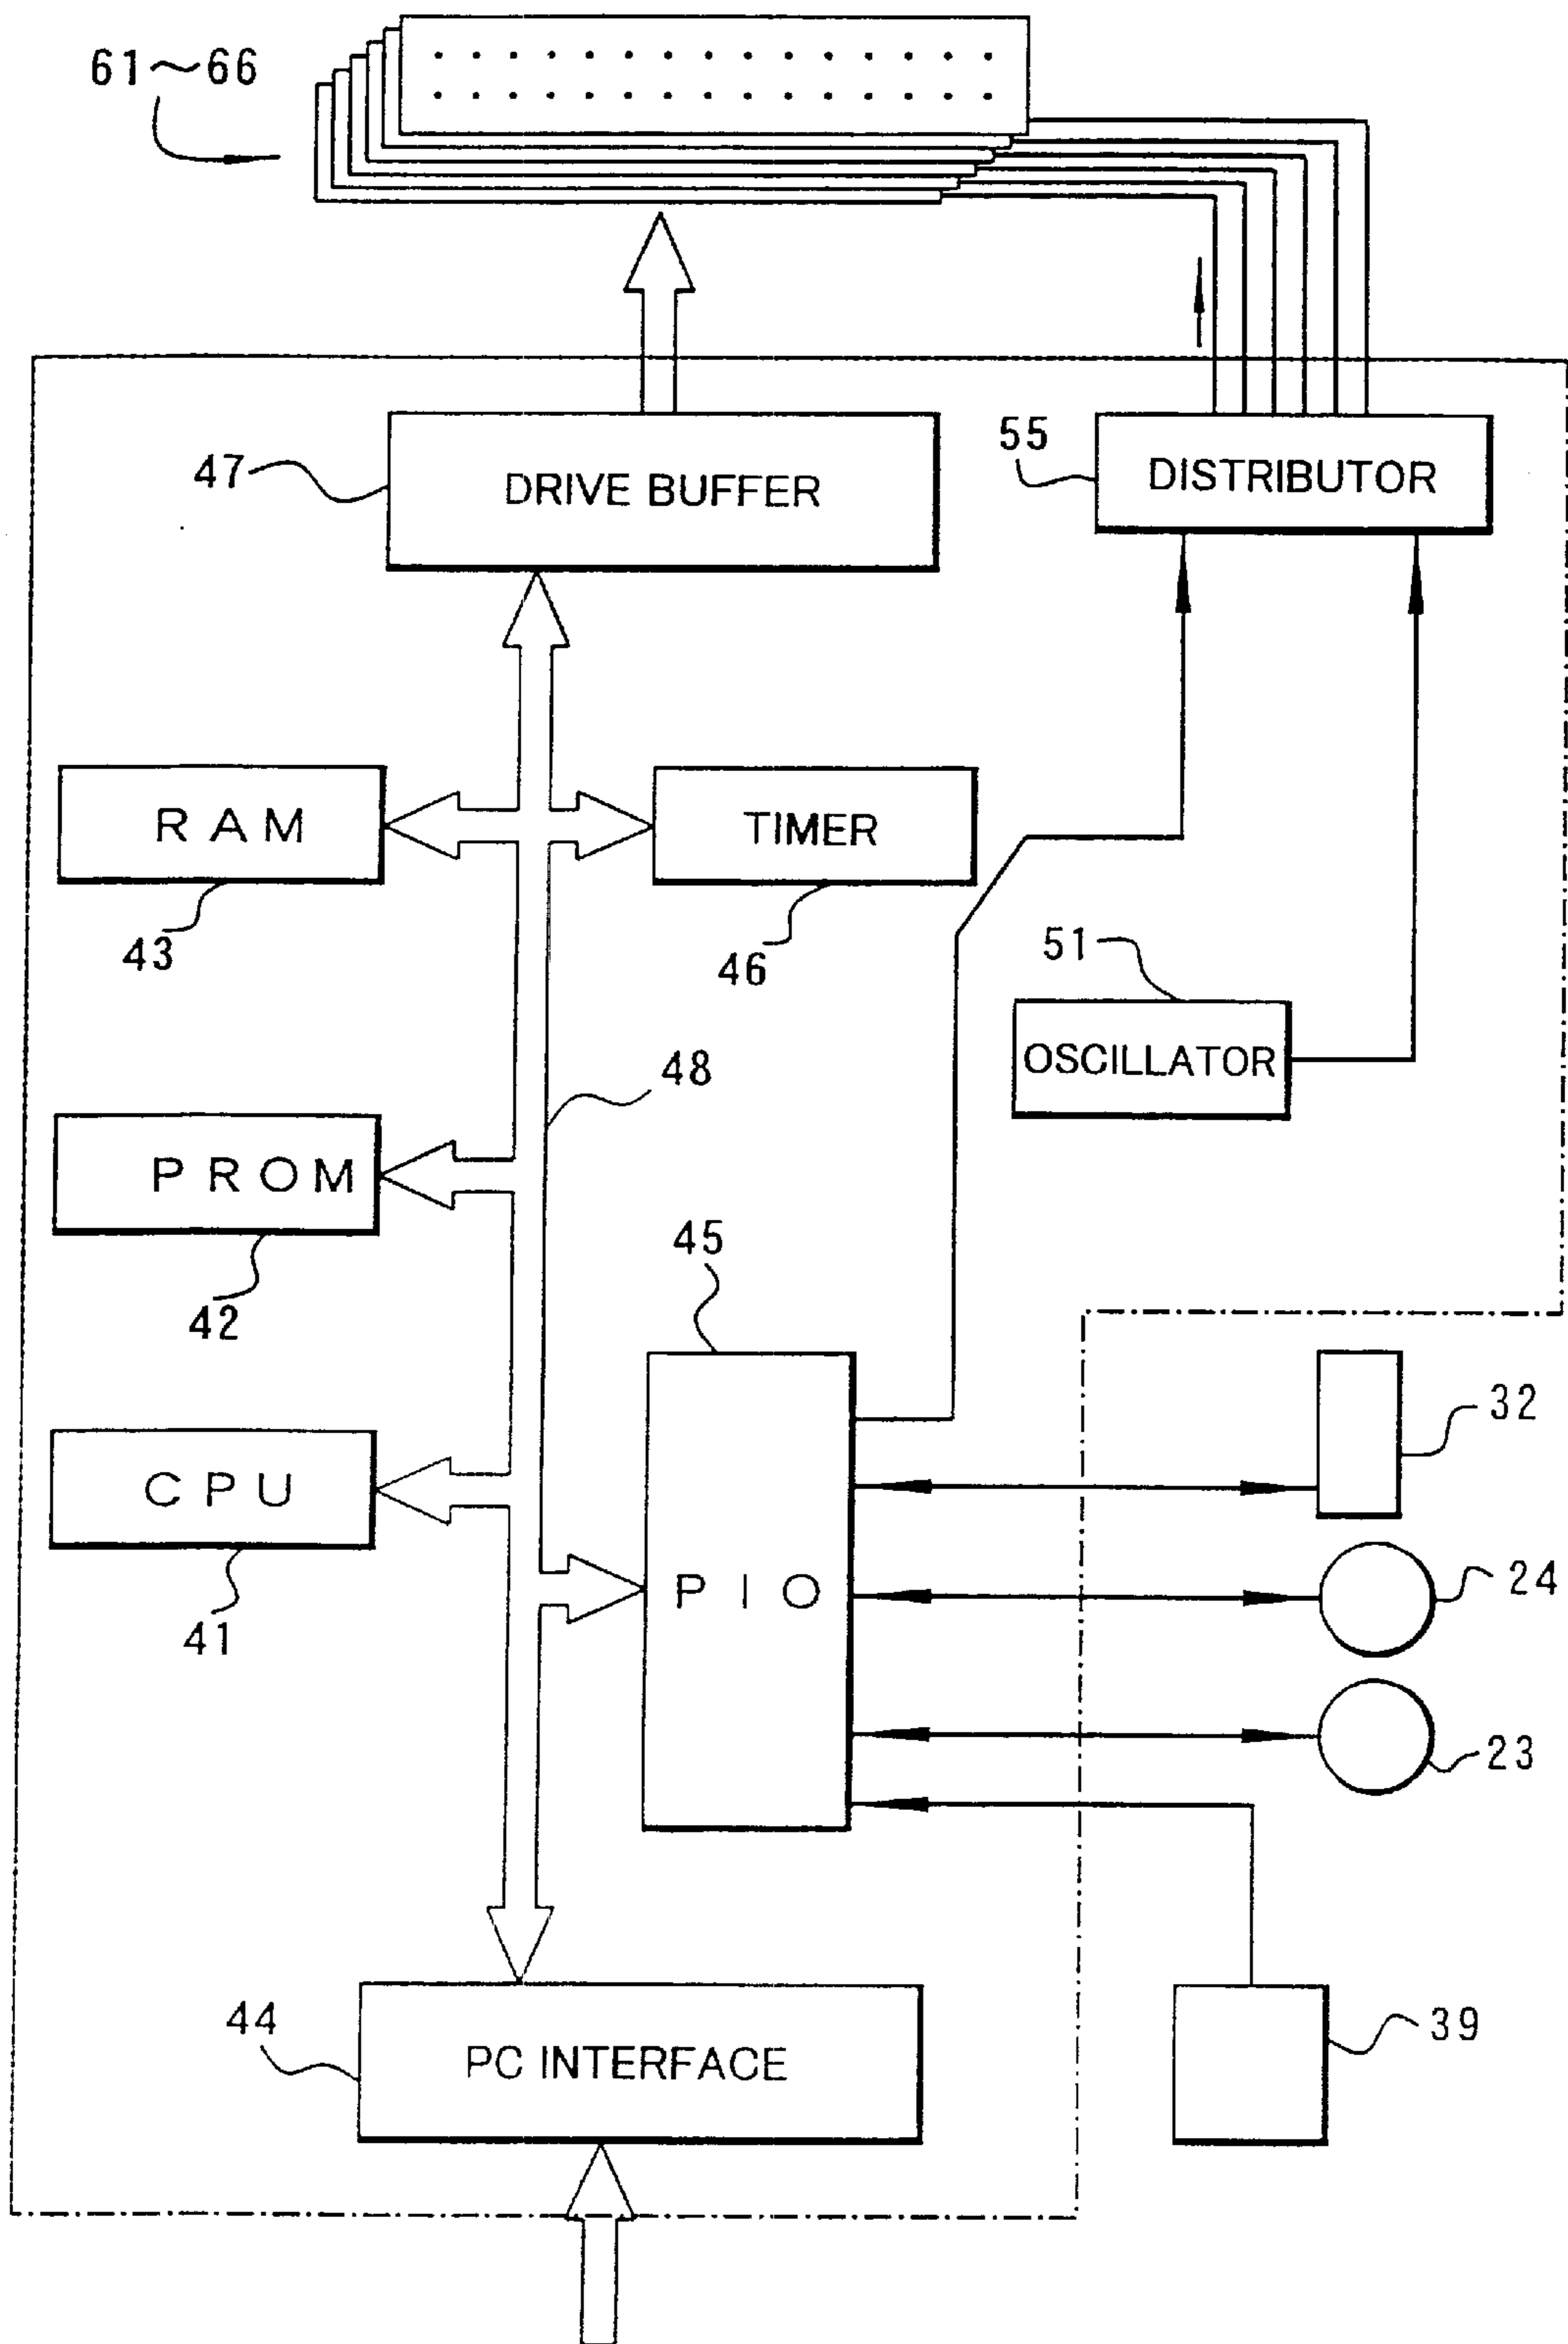 61~66
47
DRIVE BUFFER
55
DISTRIBUTOR
RAM
43
TIMER
46
51
OSCILLATOR
48
PROM
42
45
32
CPU
41
PIO
24
23
44
PC INTERFACE
39